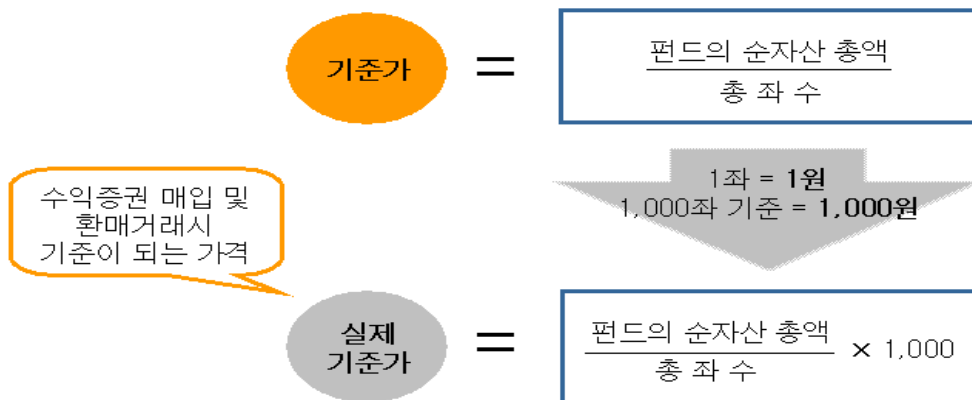 기준가 = 펀드의 순자산 총액
총 좌 수
1좌 = 1원
1,000좌 기준 = 1,000원
수익증권 매입 및
환매거래시
기준이 되는 가격
실제
기준가 = 펀드의 순자산 총액
총 좌 수 × 1,000